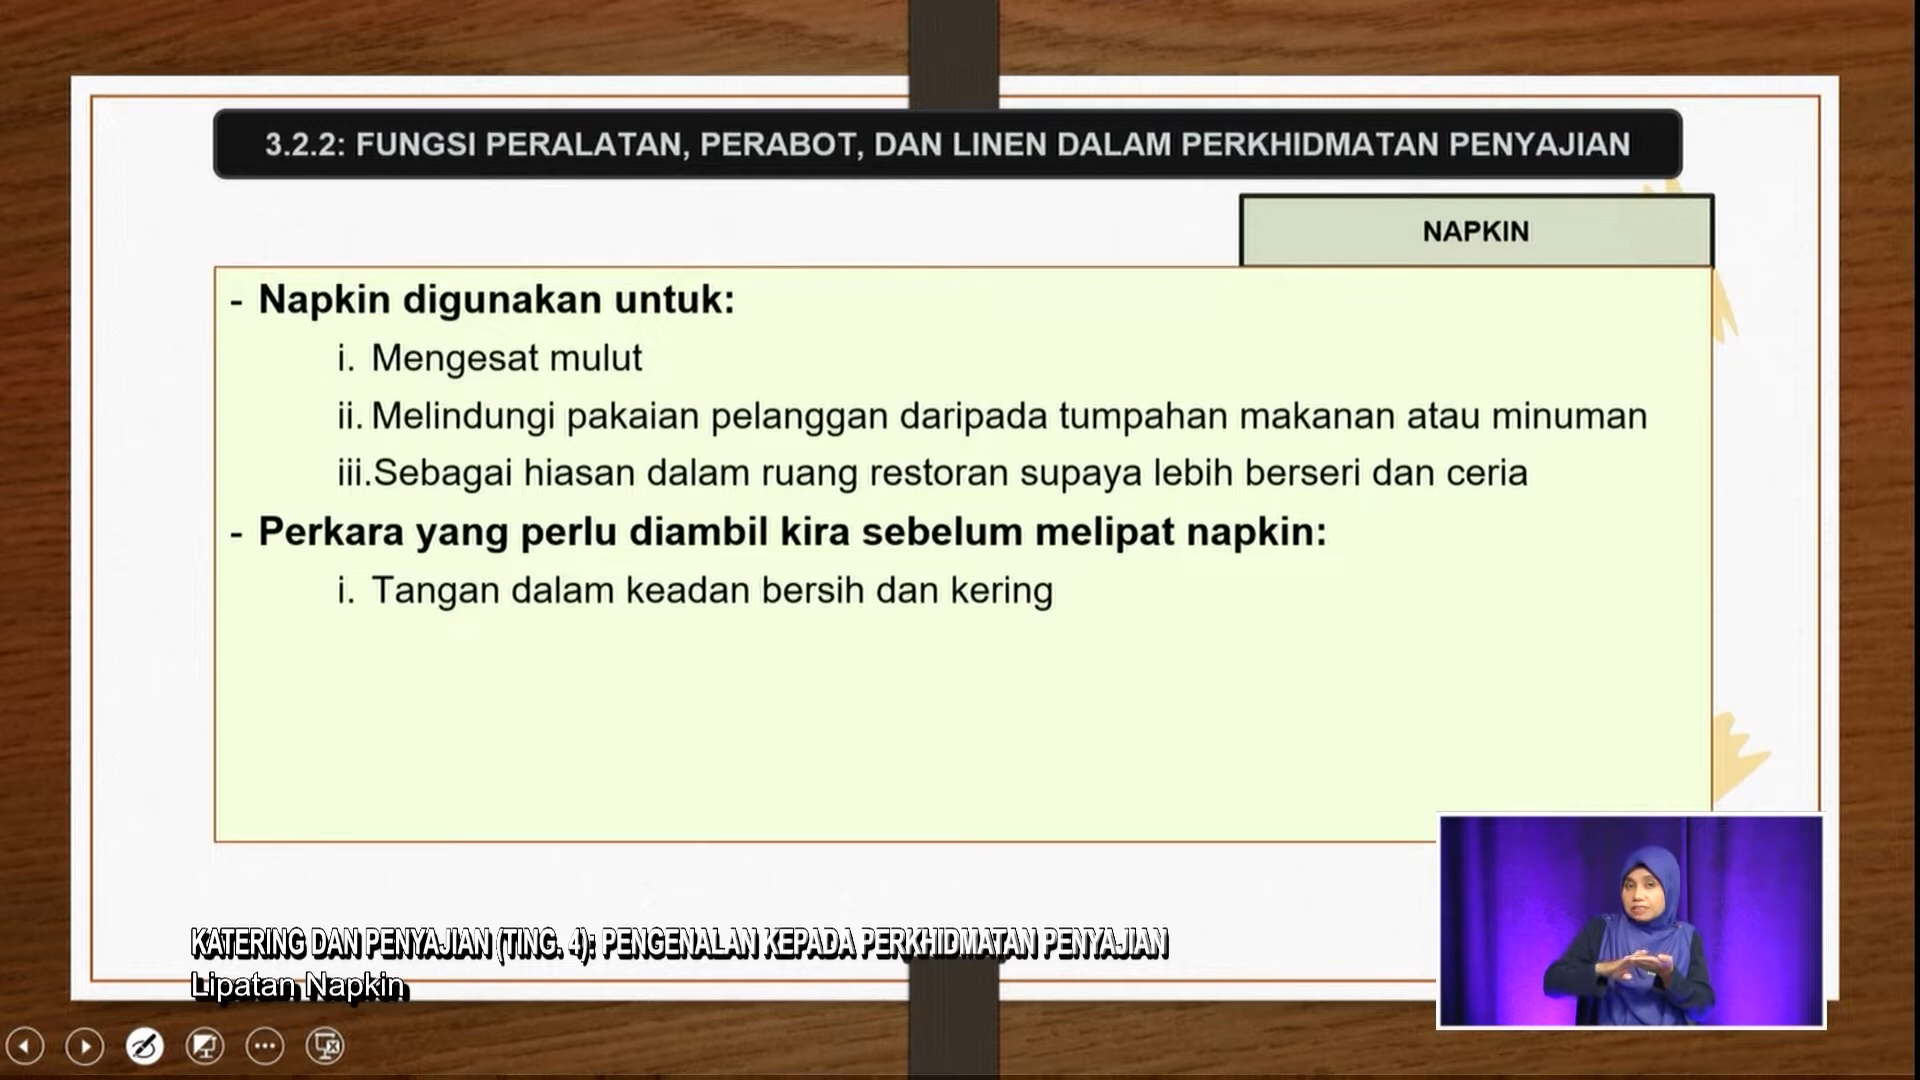 3.2.2: FUNGSI PERALATAN, PERABOT, DAN LINEN DALAM PERKHIDMATAN PENYAJIAN
NAPKIN
- Napkin digunakan untuk:
i. Mengesat mulut
ii. Melindungi pakaian pelanggan daripada tumpahan makanan atau minuman
iii.Sebagai hiasan dalam ruang restoran supaya lebih berseri dan ceria
- Perkara yang perlu diambil kira sebelum melipat napkin:
i. Tangan dalam keadan bersih dan kering
KATERING DAN PENYAJIAN (TING. 4): PENGENALAN KEPADA PERKHIDMATAN PENYAJIAN
Lipatan Napkin